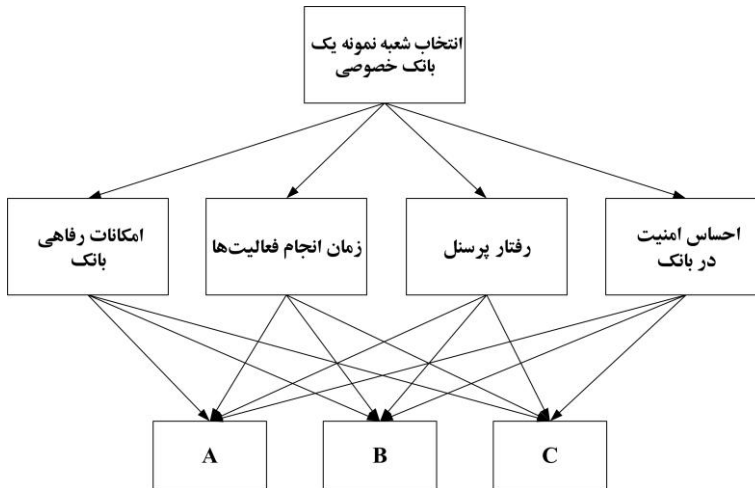 انتخاب شعبه نمونه یک
بانک خصوصی
احساس امنیت
در بانک
رفتار پرسنل
زمان انجام فعالیت‌ها
امکانات رفاهی
بانک
A
B
C